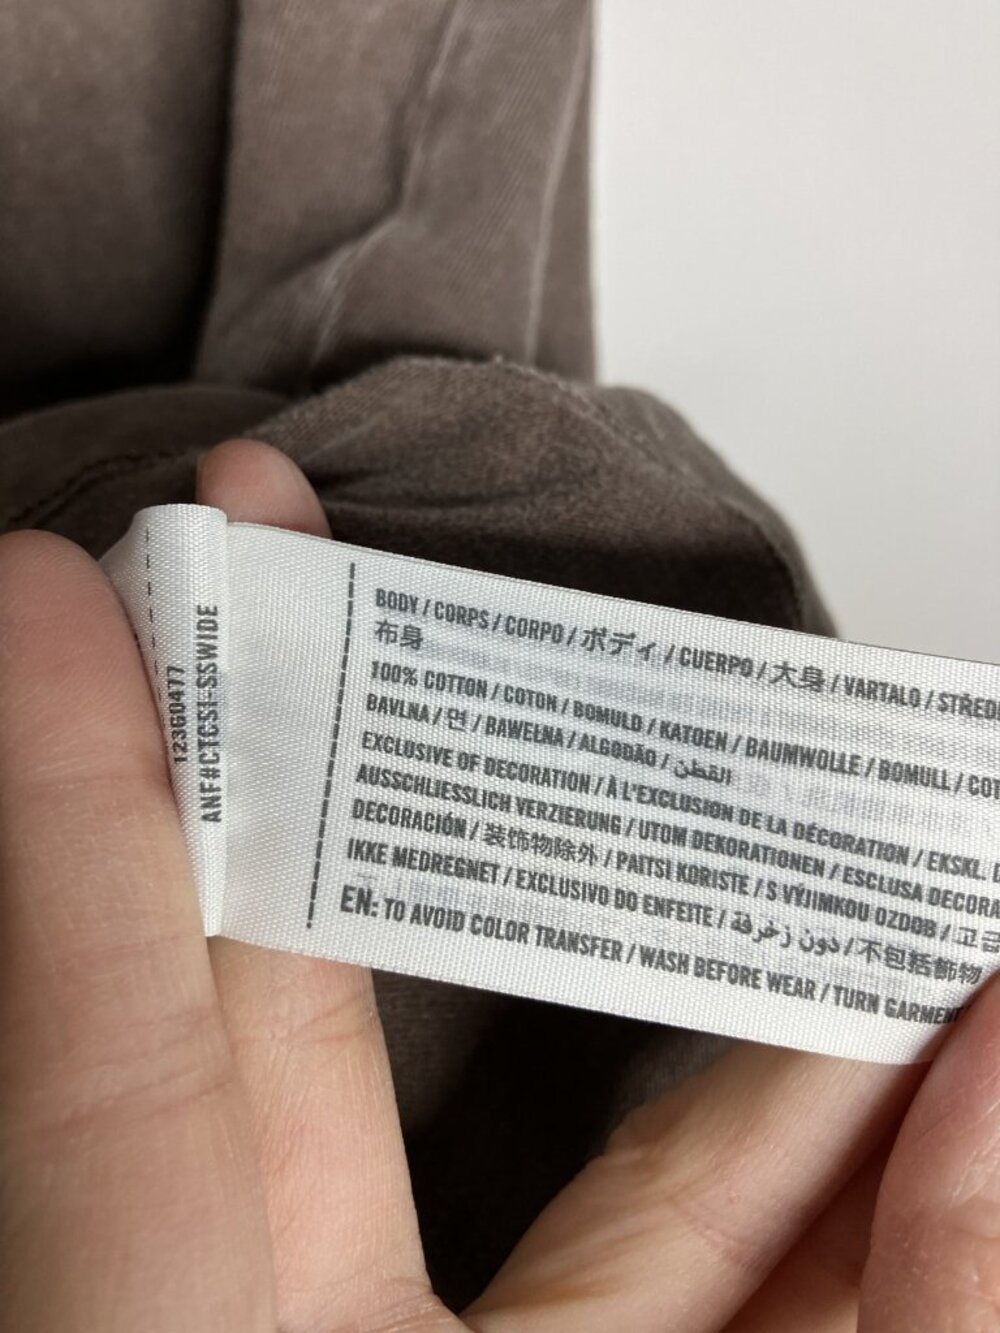 12360477
ANF#CTCSI-SSWIDE
BODY / CORPS / CORPO / ボディ / CUERPO / 大身 / VARTALO / STŘEDN
布身
100% COTTON / COTON / BOMULD / KATOEN / BAUMWOLLE / BOMULL / COT
BAVLNA / 면 / BAWEŁNA / ALGODÃO / القطن
EXCLUSIVE OF DECORATION / À L'EXCLUSION DE LA DÉCORATION / EKSKL. D
AUSSCHLIESSLICH VERZIERUNG / UTOM DEKORATIONEN / ESCLUSA DECORA
DECORACIÓN / 装饰物除外 / PAITSI KORISTE / S VÝJIMKOU OZDOB / 고급
IKKE MEDREGNET / EXCLUSIVO DO ENFEITE / دون زخرفة / 不包括飾物
EN: TO AVOID COLOR TRANSFER / WASH BEFORE WEAR / TURN GARMENT